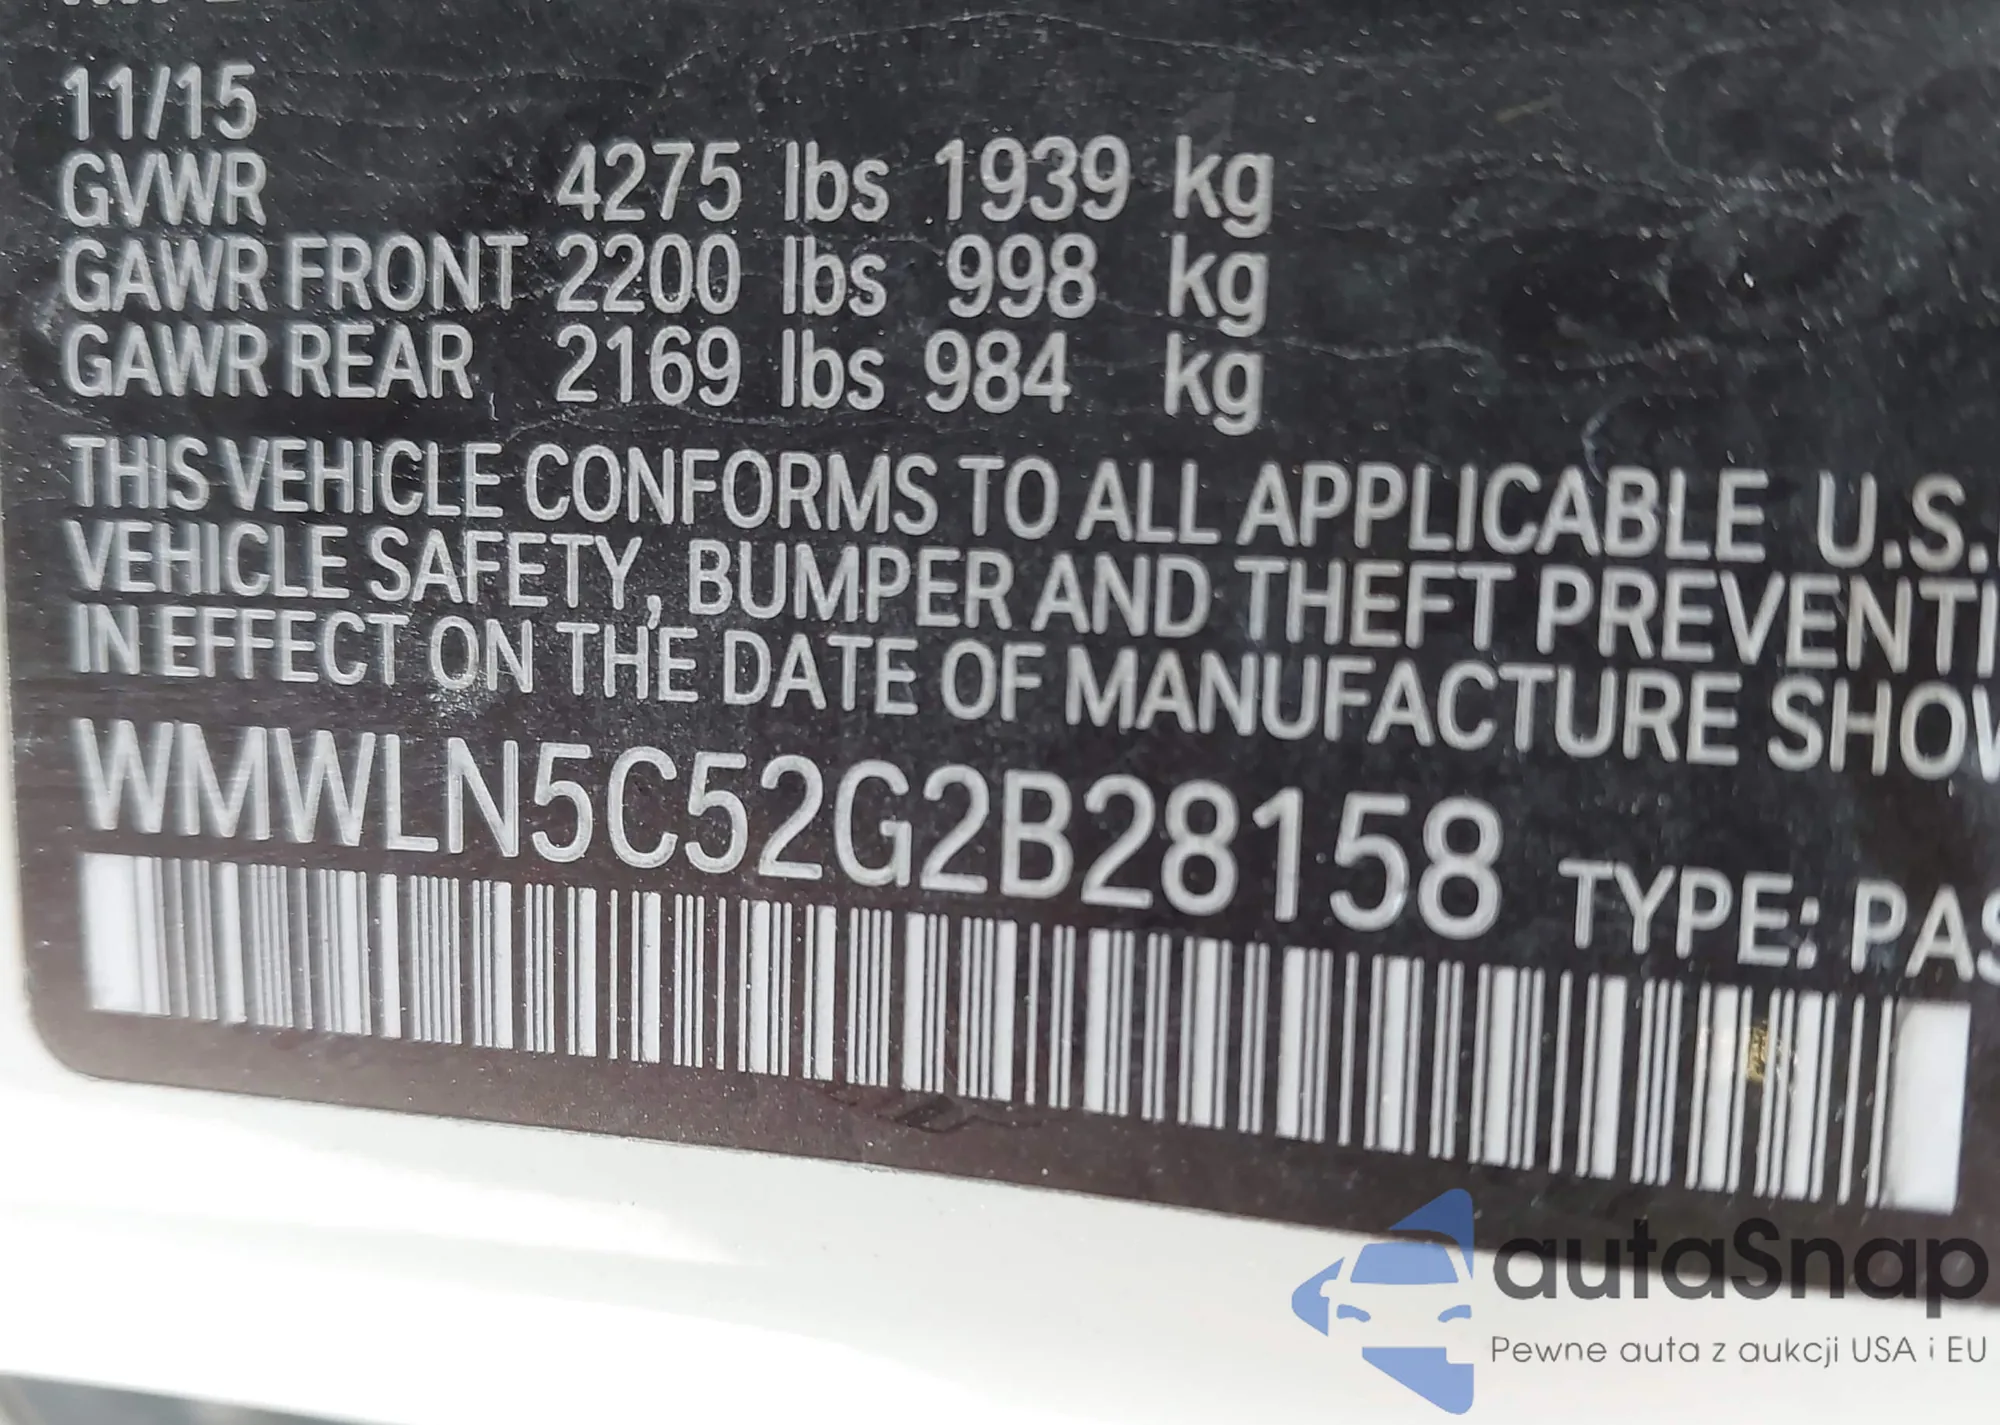 11/15
GVWR 4275 lbs 1939 kg
GAWR FRONT 2200 lbs 998 kg
GAWR REAR 2169 lbs 984 kg
THIS VEHICLE CONFORMS TO ALL APPLICABLE U.S.
VEHICLE SAFETY, BUMPER AND THEFT PREVENTI
IN EFFECT ON THE DATE OF MANUFACTURE SHOW
WMWLN5C52G2B28158 TYPE: PAS
autaSnap
Pewne auta z aukcji USA i EU